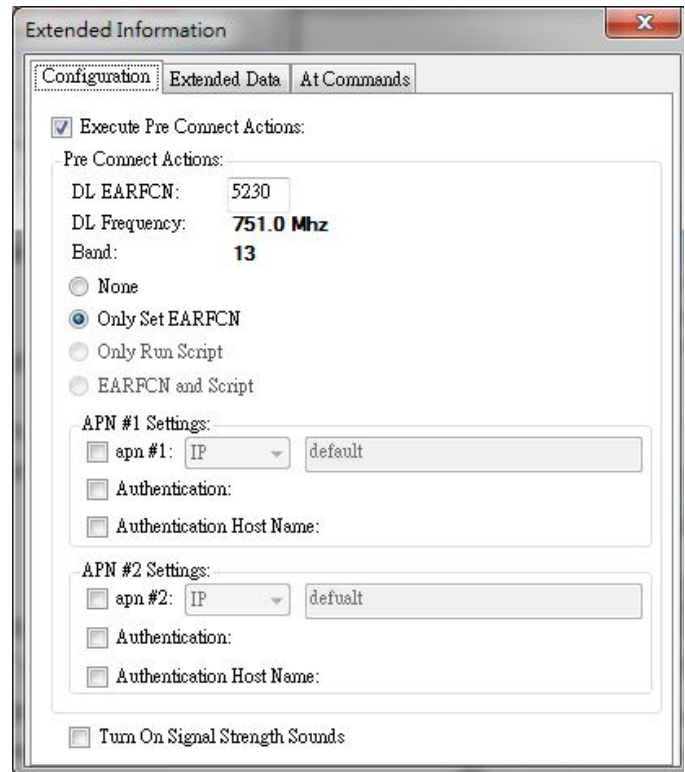 Extended Information
Configuration Extended Data At Commands
Execute Pre Connect Actions:
Pre Connect Actions:
DL EARFCN: 5230
DL Frequency: 751.0 Mhz
Band: 13
None
Only Set EARFCN
Only Run Script
EARFCN and Script
APN #1 Settings:
apn #1: IP default
Authentication:
Authentication Host Name:
APN #2 Settings:
apn #2: IP defualt
Authentication:
Authentication Host Name:
Turn On Signal Strength Sounds